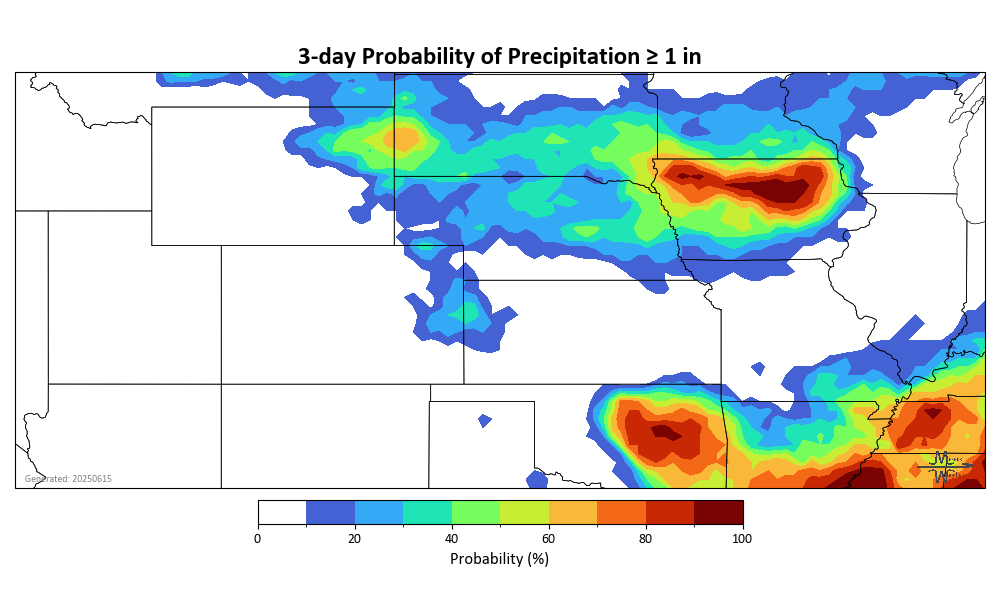 3-day Probability of Precipitation ≥ 1 in
Generated: 20250615
0 20 40 60 80 100
Probability (%)